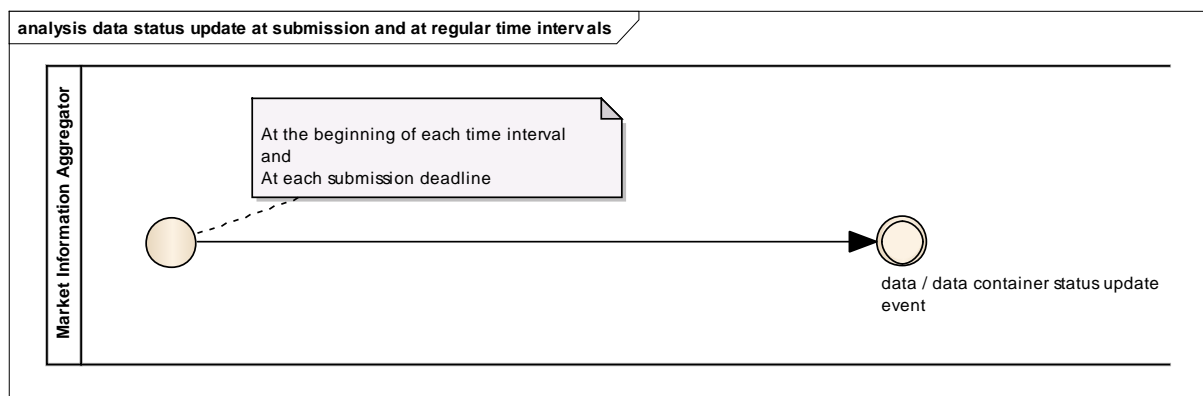 analysis data status update at submission and at regular time intervals
Market Information Aggregator
At the beginning of each time interval
and
At each submission deadline
data / data container status update
event